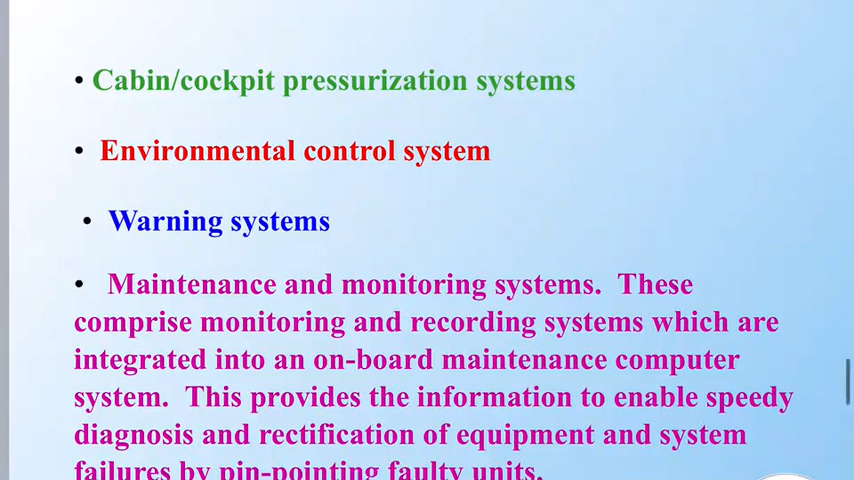 • Cabin/cockpit pressurization systems
• Environmental control system
• Warning systems
• Maintenance and monitoring systems. These
comprise monitoring and recording systems which are
integrated into an on-board maintenance computer
system. This provides the information to enable speedy
diagnosis and rectification of equipment and system
failures by pin-pointing faulty units.